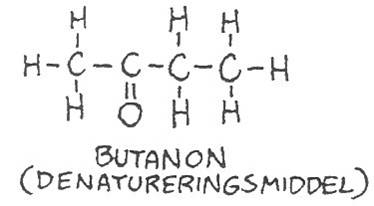 H H H
H-C-C-C-C-H
H O H H
BUTANON
(DENATURERINGSMIDDEL)